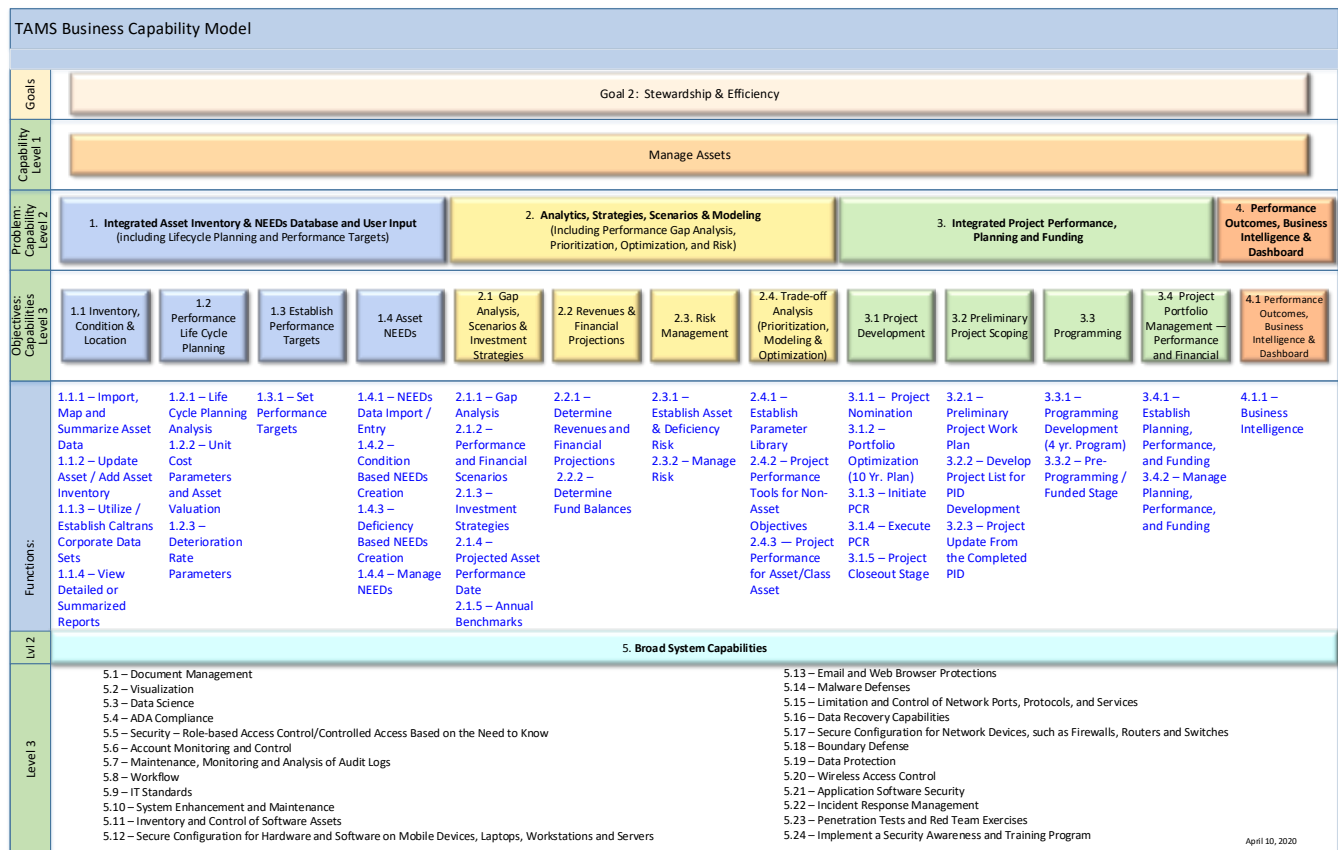 TAMS Business Capability Model
Goals
Goal 2: Stewardship & Efficiency
Capability
Level 1
Manage Assets
Problem:
Capability
Level 2
1. Integrated Asset Inventory & NEEDs Database and User Input
(including Lifecycle Planning and Performance Targets)
2. Analytics, Strategies, Scenarios & Modeling
(Including Performance Gap Analysis,
Prioritization, Optimization, and Risk)
3. Integrated Project Performance,
Planning and Funding
4. Performance
Outcomes, Business
Intelligence &
Dashboard
Objectives:
Capabilities
Level 3
1.1 Inventory,
Condition &
Location
1.2
Performance
Life Cycle
Planning
1.3 Establish
Performance
Targets
1.4 Asset
NEEDs
2.1 Gap
Analysis,
Scenarios &
Investment
Strategies
2.2 Revenues &
Financial
Projections
2.3. Risk
Management
2.4. Trade-off
Analysis
(Prioritization,
Modeling &
Optimization)
3.1 Project
Development
3.2 Preliminary
Project Scoping
3.3
Programming
3.4 Project
Portfolio
Management —
Performance
and Financial
4.1 Performance
Outcomes,
Business
Intelligence &
Dashboard
Functions:
1.1.1 – Import,
Map and
Summarize Asset
Data
1.1.2 – Update
Asset / Add Asset
Inventory
1.1.3 – Utilize /
Establish Caltrans
Corporate Data
Sets
1.1.4 – View
Detailed or
Summarized
Reports
1.2.1 – Life
Cycle Planning
Analysis
1.2.2 – Unit
Cost
Parameters
and Asset
Valuation
1.2.3 –
Deterioration
Rate
Parameters
1.3.1 – Set
Performance
Targets
1.4.1 – NEEDs
Data Import /
Entry
1.4.2 –
Condition
Based NEEDs
Creation
1.4.3 –
Deficiency
Based NEEDs
Creation
1.4.4 – Manage
NEEDs
2.1.1 – Gap
Analysis
2.1.2 –
Performance
and Financial
Scenarios
2.1.3 –
Investment
Strategies
2.1.4 –
Projected Asset
Performance
Date
2.1.5 – Annual
Benchmarks
2.2.1 –
Determine
Revenues and
Financial
Projections
2.2.2 –
Determine
Fund Balances
2.3.1 –
Establish Asset
& Deficiency
Risk
2.3.2 – Manage
Risk
2.4.1 –
Establish
Parameter
Library
2.4.2 – Project
Performance
Tools for Non-
Asset
Objectives
2.4.3 — Project
Performance
for Asset/Class
Asset
3.1.1 – Project
Nomination
3.1.2 –
Portfolio
Optimization
(10 Yr. Plan)
3.1.3 – Initiate
PCR
3.1.4 – Execute
PCR
3.1.5 – Project
Closeout Stage
3.2.1 –
Preliminary
Project Work
Plan
3.2.2 – Develop
Project List for
PID
Development
3.2.3 – Project
Update From
the Completed
PID
3.3.1 –
Programming
Development
(4 yr. Program)
3.3.2 – Pre-
Programming /
Funded Stage
3.4.1 –
Establish
Planning,
Performance,
and Funding
3.4.2 – Manage
Planning,
Performance,
and Funding
4.1.1 –
Business
Intelligence
Lvl 2
5. Broad System Capabilities
Level 3
5.1 – Document Management
5.2 – Visualization
5.3 – Data Science
5.4 – ADA Compliance
5.5 – Security – Role-based Access Control/Controlled Access Based on the Need to Know
5.6 – Account Monitoring and Control
5.7 – Maintenance, Monitoring and Analysis of Audit Logs
5.8 – Workflow
5.9 – IT Standards
5.10 – System Enhancement and Maintenance
5.11 – Inventory and Control of Software Assets
5.12 – Secure Configuration for Hardware and Software on Mobile Devices, Laptops, Workstations and Servers
5.13 – Email and Web Browser Protections
5.14 – Malware Defenses
5.15 – Limitation and Control of Network Ports, Protocols, and Services
5.16 – Data Recovery Capabilities
5.17 – Secure Configuration for Network Devices, such as Firewalls, Routers and Switches
5.18 – Boundary Defense
5.19 – Data Protection
5.20 – Wireless Access Control
5.21 – Application Software Security
5.22 – Incident Response Management
5.23 – Penetration Tests and Red Team Exercises
5.24 – Implement a Security Awareness and Training Program
April 10, 2020